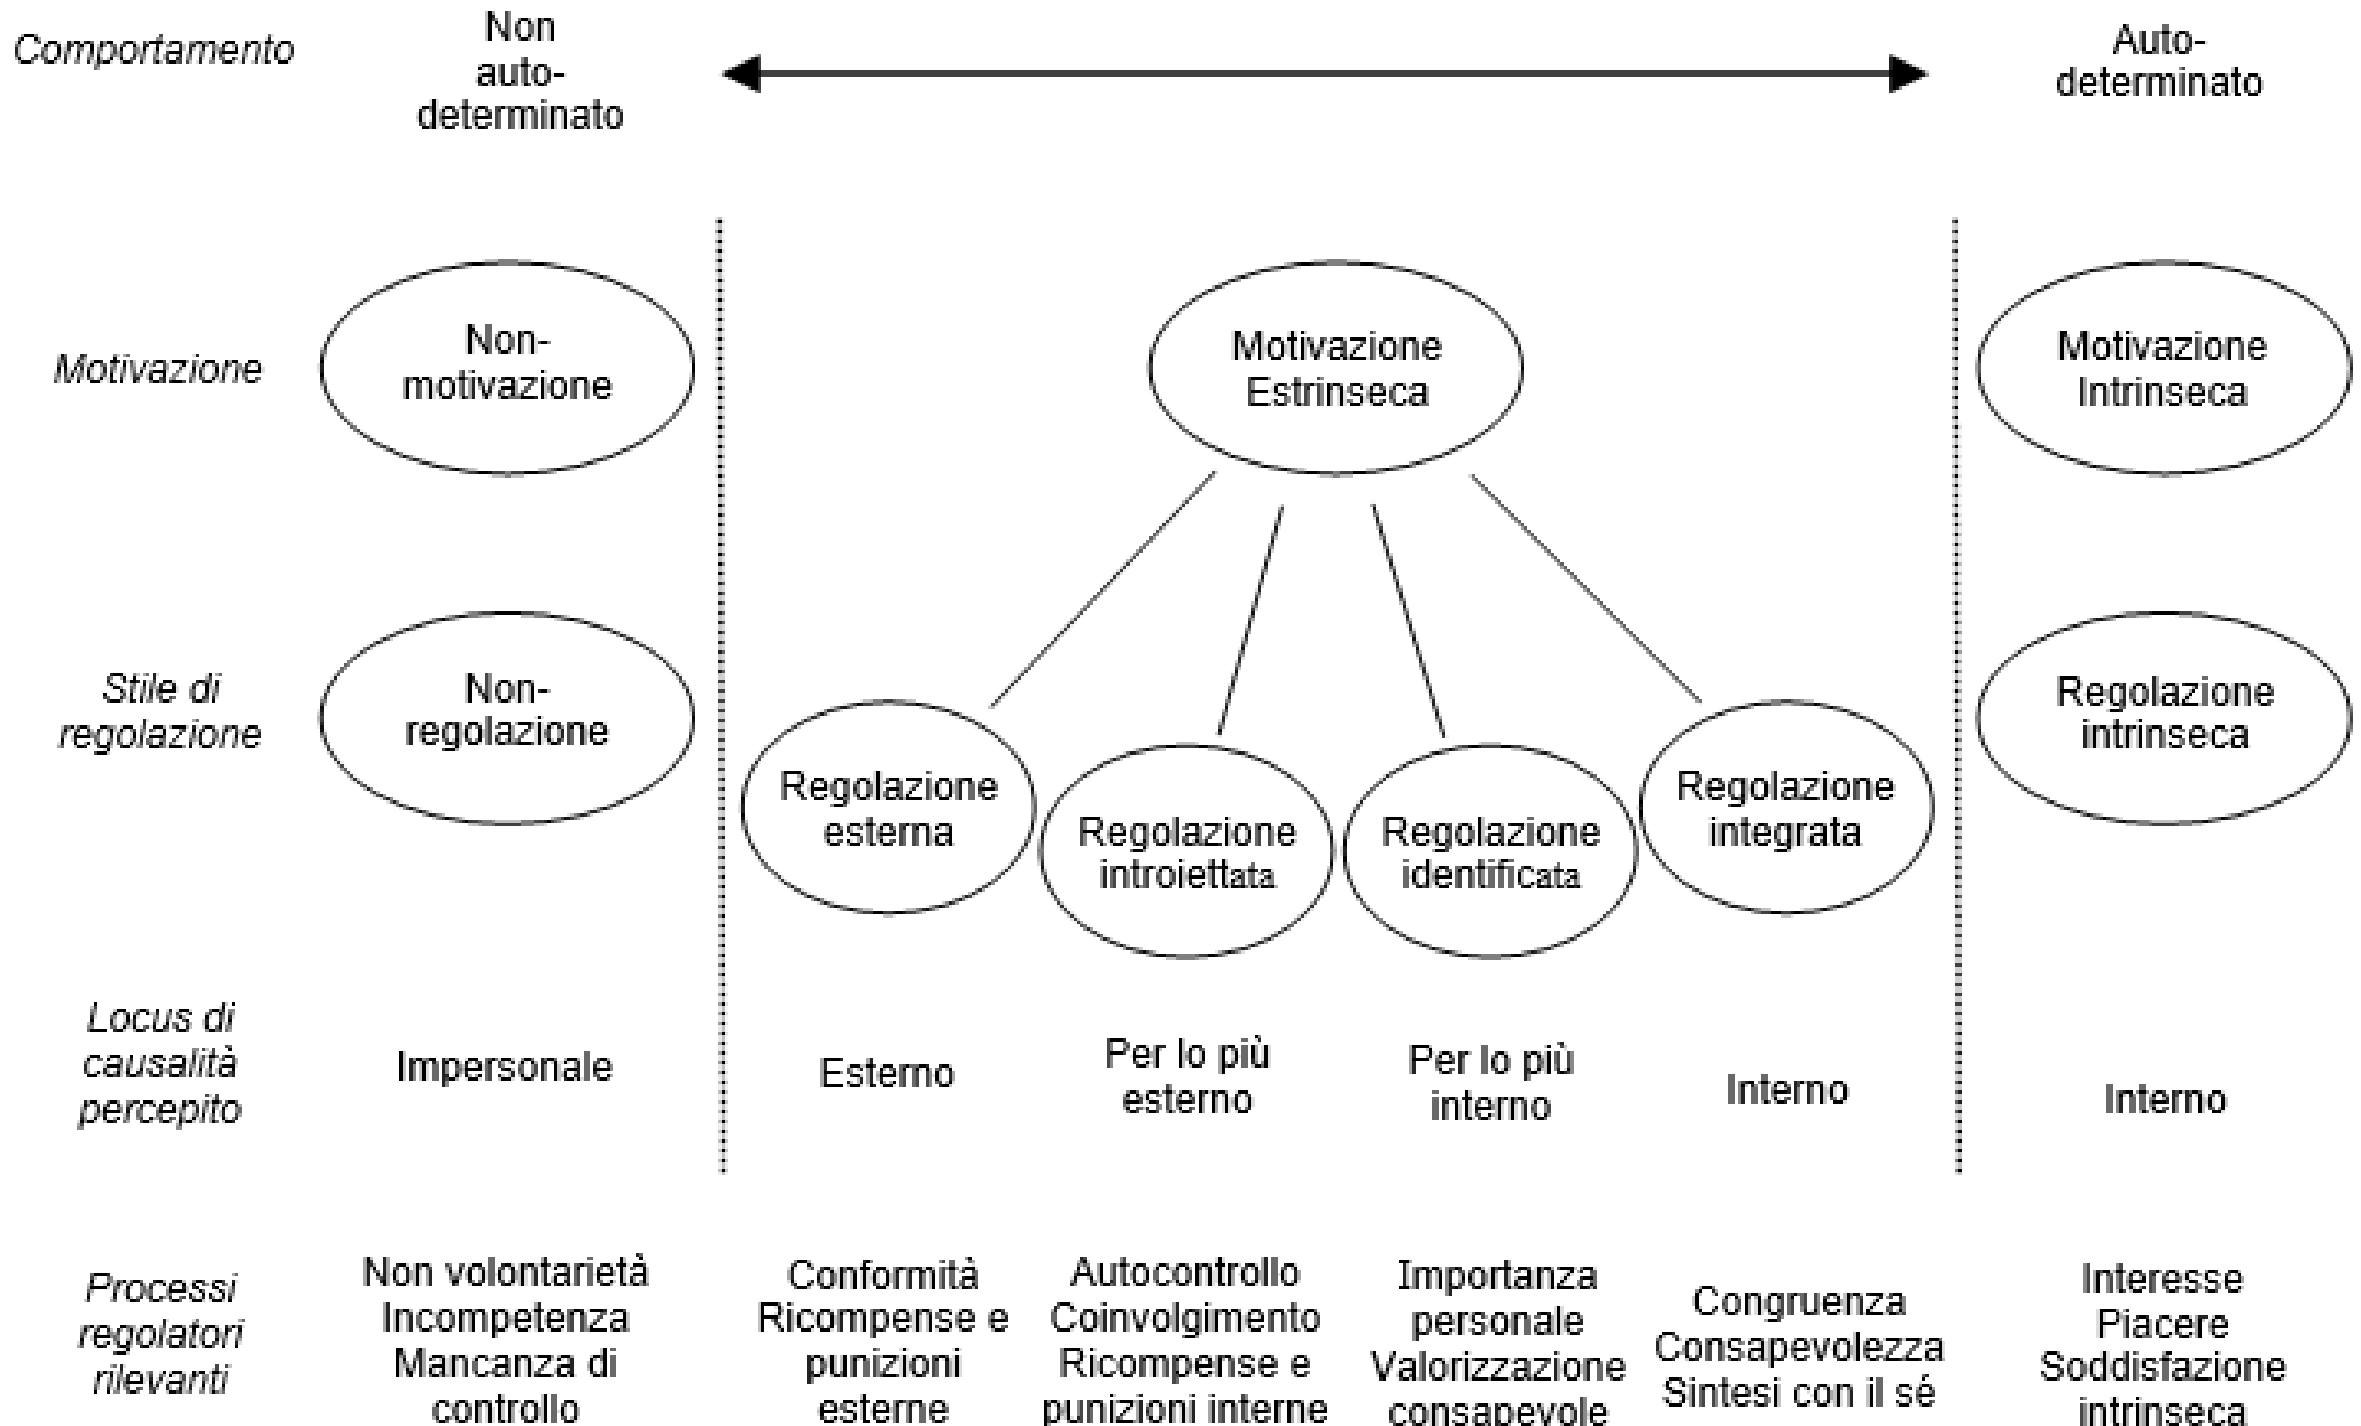 Comportamento
Non
auto-
determinato
Auto-
determinato
Motivazione
Non-
motivazione
Motivazione
Estrinseca
Motivazione
Intrinseca
Stile di
regolazione
Non-
regolazione
Regolazione
esterna
Regolazione
introiettata
Regolazione
identificata
Regolazione
integrata
Regolazione
intrinseca
Locus di
causalità
percepito
Impersonale
Esterno
Per lo più
esterno
Per lo più
interno
Interno
Interno
Processi
regolatori
rilevanti
Non volontarietà
Incompetenza
Mancanza di
controllo
Conformità
Ricompense e
punizioni
esterne
Autocontrollo
Coinvolgimento
Ricompense e
punizioni interne
Importanza
personale
Valorizzazione
consapevole
Congruenza
Consapevolezza
Sintesi con il sé
Interesse
Piacere
Soddisfazione
intrinseca